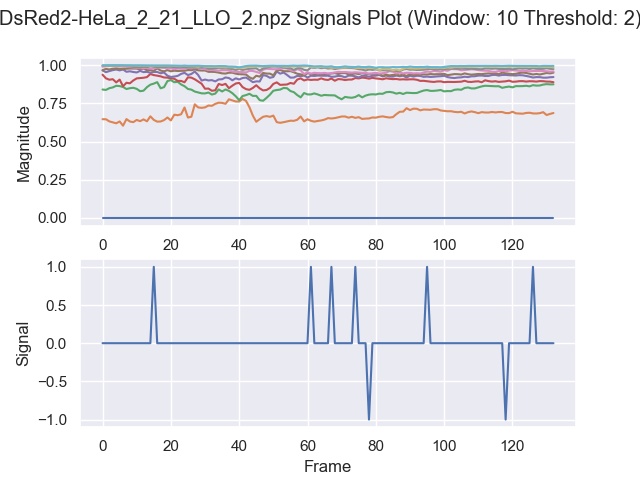 DsRed2-HeLa_2_21_LLO_2.npz Signals Plot (Window: 10 Threshold: 2)
1.00
0.75
0.50
0.25
0.00
Magnitude
0 20 40 60 80 100 120
1.0
0.5
0.0
−0.5
−1.0
Signal
0 20 40 60 80 100 120
Frame